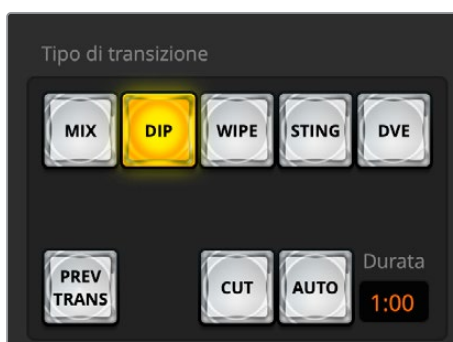 Tipo di transizione
MIX DIP WIPE STING DVE
PREV
TRANS CUT AUTO Durata
1:00